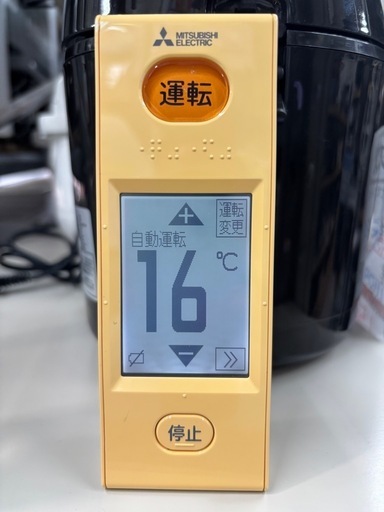 MITSUBISHI
ELECTRIC
運転
+
運転
変更
自動運転
16℃
−
>>
停止